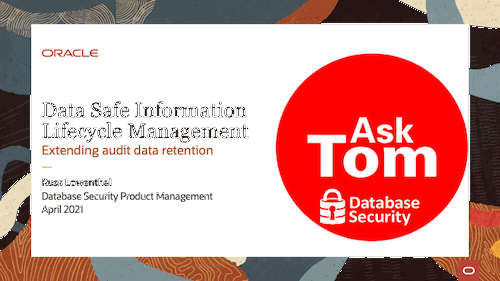 ORACLE
Data Safe Information
Lifecycle Management
Extending audit data retention
Russ Lowenthal
Database Security Product Management
April 2021
Ask
Tom
Database
Security